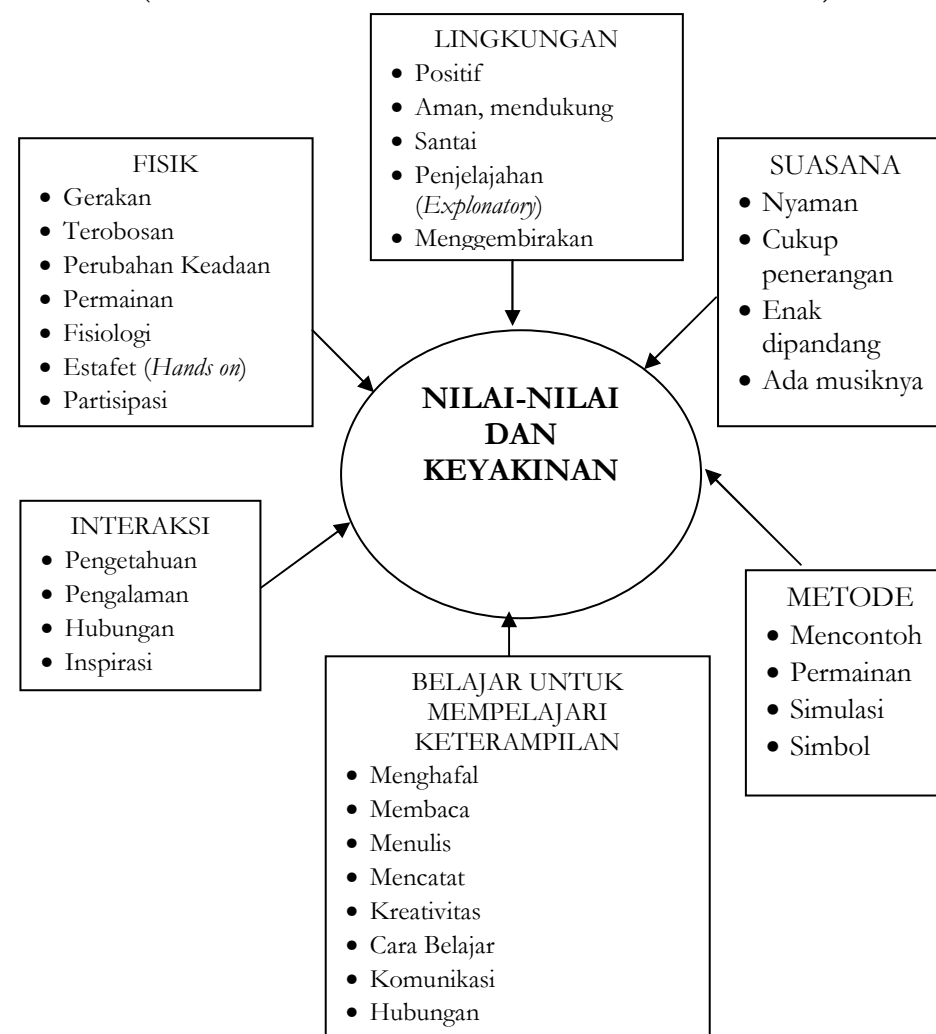 LINGKUNGAN
• Positif
• Aman, mendukung
• Santai
• Penjelajahan
(Explonatory)
• Menggembirakan
FISIK
• Gerakan
• Terobosan
• Perubahan Keadaan
• Permainan
• Fisiologi
• Estafet (Hands on)
• Partisipasi
SUASANA
• Nyaman
• Cukup
penerangan
• Enak
dipandang
• Ada musiknya
NILAI-NILAI
DAN
KEYAKINAN
INTERAKSI
• Pengetahuan
• Pengalaman
• Hubungan
• Inspirasi
METODE
• Mencontoh
• Permainan
• Simulasi
• Simbol
BELAJAR UNTUK
MEMPELAJARI
KETERAMPILAN
• Menghafal
• Membaca
• Menulis
• Mencatat
• Kreativitas
• Cara Belajar
• Komunikasi
• Hubungan